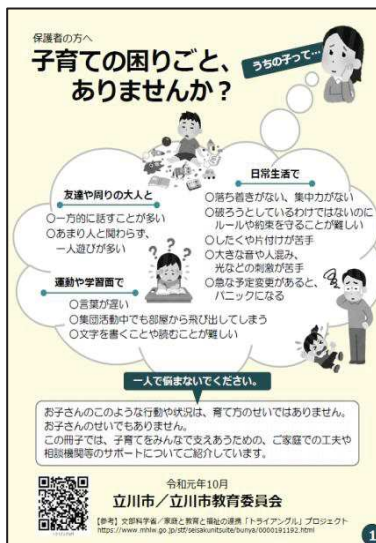 保護者の方へ
子育ての困りごと、
ありませんか？
うちの子って…
友達や周りの大人と
○一方的に話すことが多い
○あまり人と関わらず、
一人遊びが多い
日常生活で
○落ち着きがない、集中力がない
○破ろうとしているわけではないのに
ルールや約束を守ることが難しい
○したくや片付けが苦手
○大きな音や人混み、
光などの刺激が苦手
○急な予定変更があると、
パニックになる
運動や学習面で
○言葉が遅い
○集団活動中でも部屋から飛び出してしまう
○文字を書くことや読むことが難しい
一人で悩まないでください。
お子さんのこのような行動や状況は、育て方のせいではありません。
お子さんのせいでもありません。
この冊子では、子育てをみんなで支えあうための、ご家庭での工夫や
相談機関等のサポートについてご紹介しています。
令和元年10月
立川市／立川市教育委員会
【参考】文部科学省／家庭と教育と福祉の連携「トライアングル」プロジェクト
https://www.mhlw.go.jp/stf/seisakunitsuite/bunya/0000191192.html
1